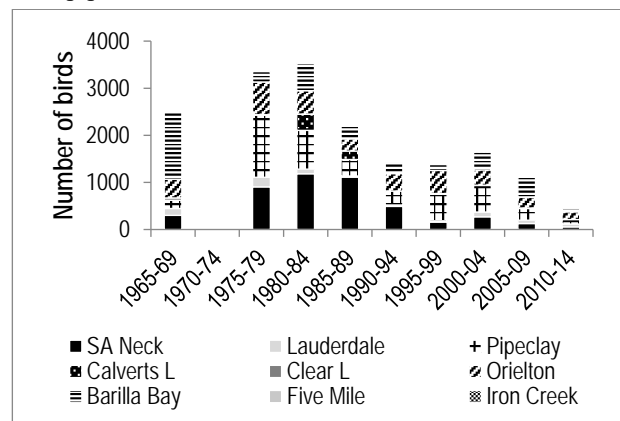 Number of birds
4000
3000
2000
1000
0
1965-69 1970-74 1975-79 1980-84 1985-89 1990-94 1995-99 2000-04 2005-09 2010-14
SA Neck Lauderdale Pipeclay
Calverts L Clear L Orielton
Barilla Bay Five Mile Iron Creek